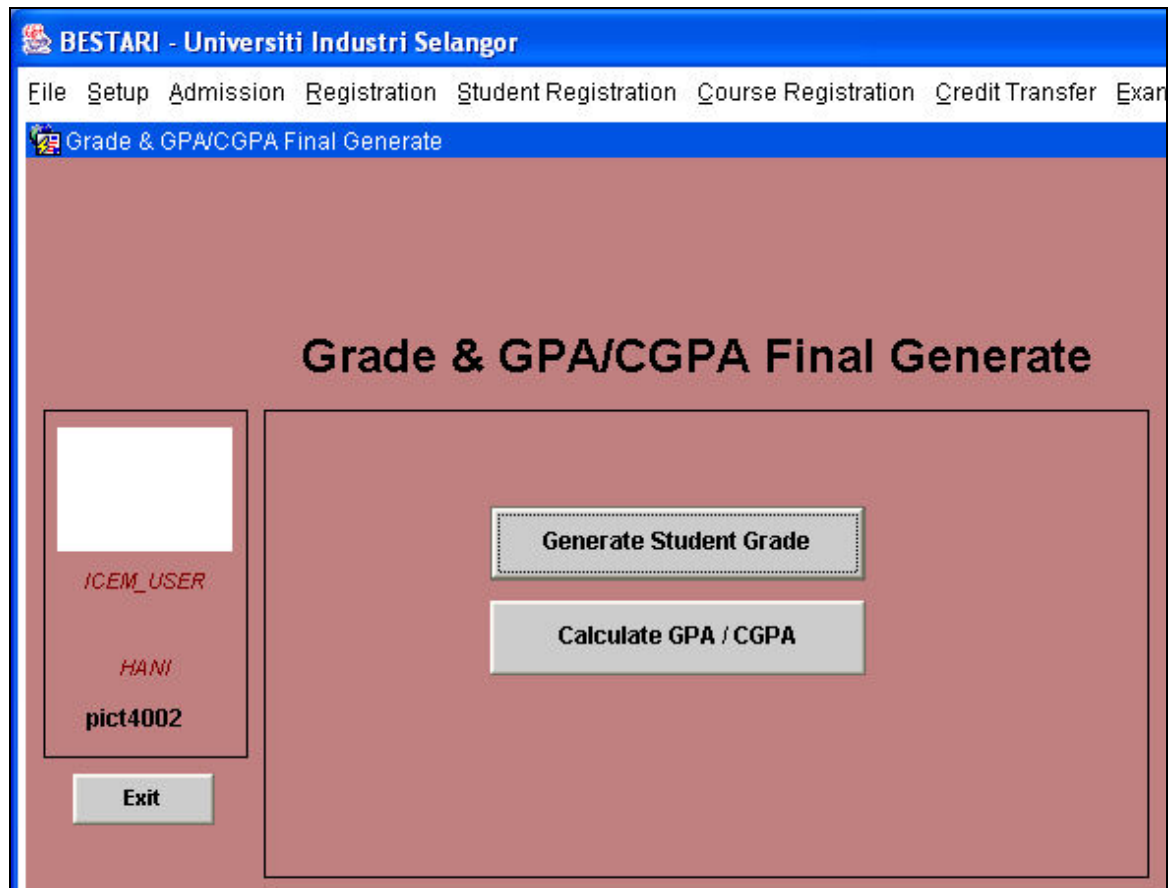 BESTARI - Universiti Industri Selangor
File Setup Admission Registration Student Registration Course Registration Credit Transfer Exan
Grade & GPA/CGPA Final Generate
Grade & GPA/CGPA Final Generate
Generate Student Grade
ICEM_USER
Calculate GPA / CGPA
HANI
pict4002
Exit